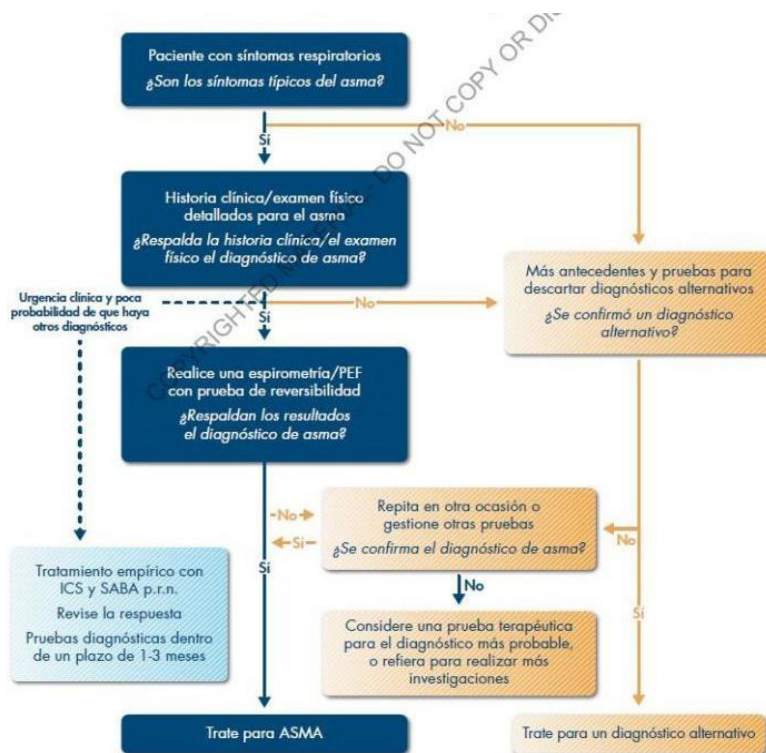 Paciente con síntomas respiratorios
¿Son los síntomas típicos del asma?
No
Sí
Historia clínica/examen físico
detallados para el asma
¿Respalda la historia clínica/el examen
físico el diagnóstico de asma?
Más antecedentes y pruebas para
descartar diagnósticos alternativos
¿Se confirmó un diagnóstico
alternativo?
Urgencia clínica y poca
probabilidad de que haya
otros diagnósticos
No
Sí
Realice una espirometría/PEF
con prueba de reversibilidad
¿Respaldan los resultados
el diagnóstico de asma?
Repita en otra ocasión o
gestione otras pruebas
¿Se confirma el diagnóstico de asma?
No
Sí
No
Sí
No
Sí
Tratamiento empírico con
ICS y SABA p.r.n.
Revise la respuesta
Pruebas diagnósticas dentro
de un plazo de 1-3 meses
Considere una prueba terapéutica
para el diagnóstico más probable,
o refiera para realizar más
investigaciones
Trate para ASMA
Trate para un diagnóstico alternativo
COPYRIGHTED MATERIAL- DO NOT COPY OR